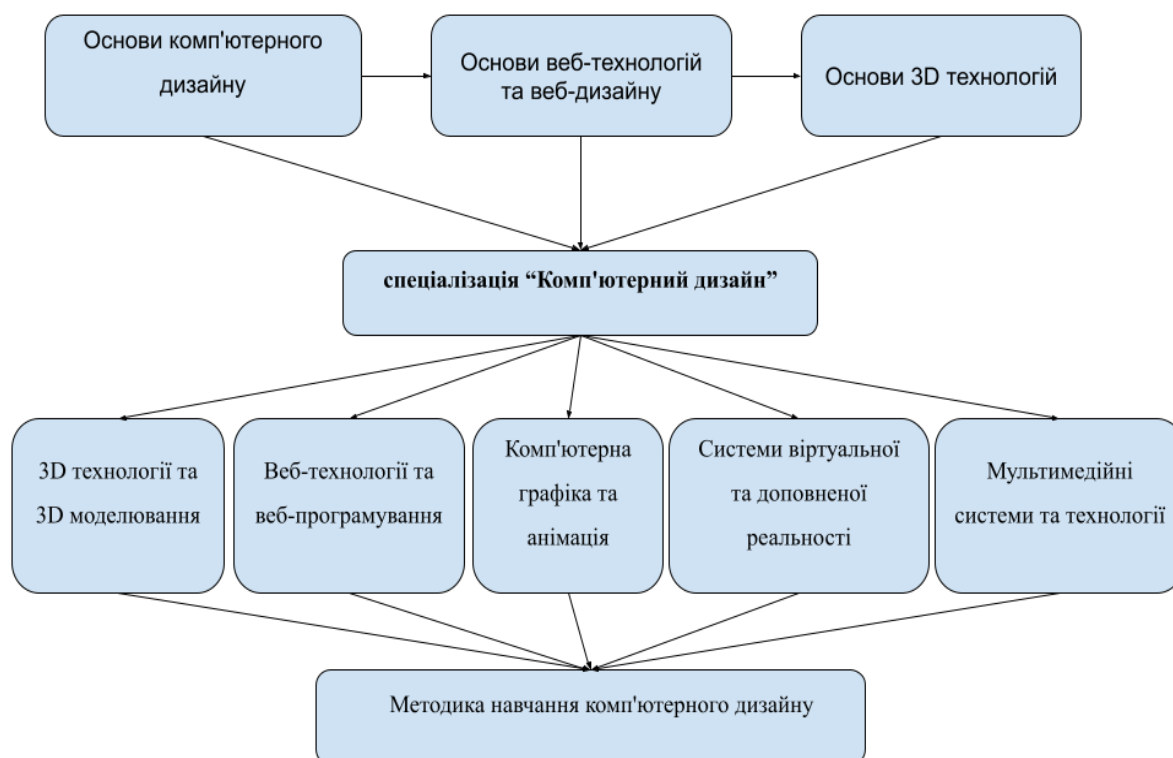 Основи комп'ютерного
дизайну
Основи веб-технологій
та веб-дизайну
Основи 3D технологій
спеціалізація “Комп'ютерний дизайн”
3D технології та
3D моделювання
Веб-технології та
веб-програмування
Комп'ютерна
графіка та
анімація
Системи віртуальної
та доповненої
реальності
Мультимедійні
системи та технології
Методика навчання комп'ютерного дизайну